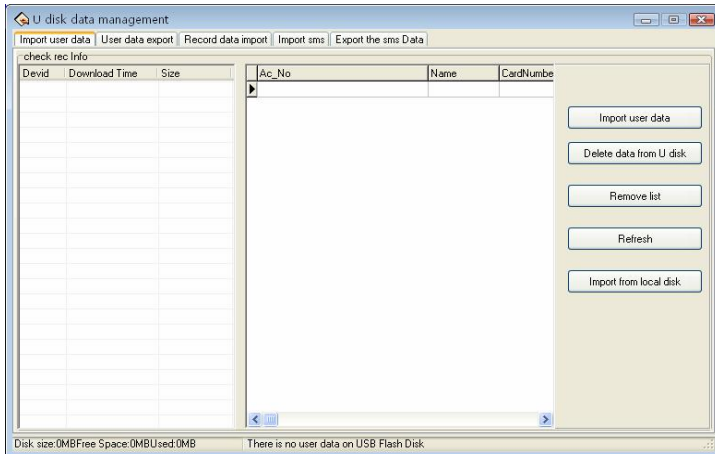 U disk data management
Import user data User data export Record data import Import sms Export the sms Data
check rec Info
Devid Download Time Size Ac_No Name CardNumbe
Import user data
Delete data from U disk
Remove list
Refresh
Import from local disk
Disk size:0MBFree Space:0MBUsed:0MB There is no user data on USB Flash Disk